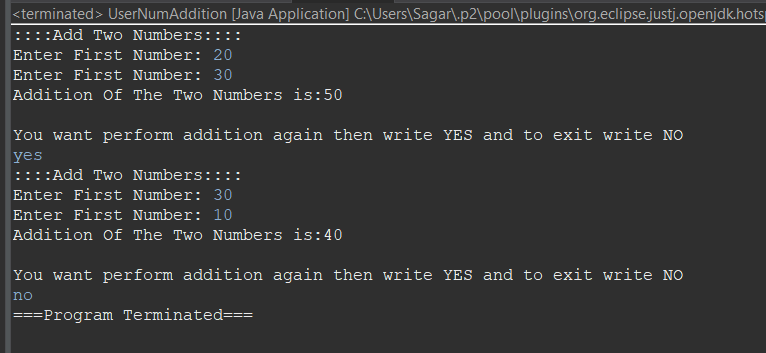 <terminated> UserNumAddition [Java Application] C:\Users\Sagar\.p2\pool\plugins\org.eclipse.justj.openjdk.hots
::::Add Two Numbers::::
Enter First Number: 20
Enter First Number: 30
Addition Of The Two Numbers is:50
You want perform addition again then write YES and to exit write NO
yes
::::Add Two Numbers::::
Enter First Number: 30
Enter First Number: 10
Addition Of The Two Numbers is:40
You want perform addition again then write YES and to exit write NO
no
===Program Terminated===